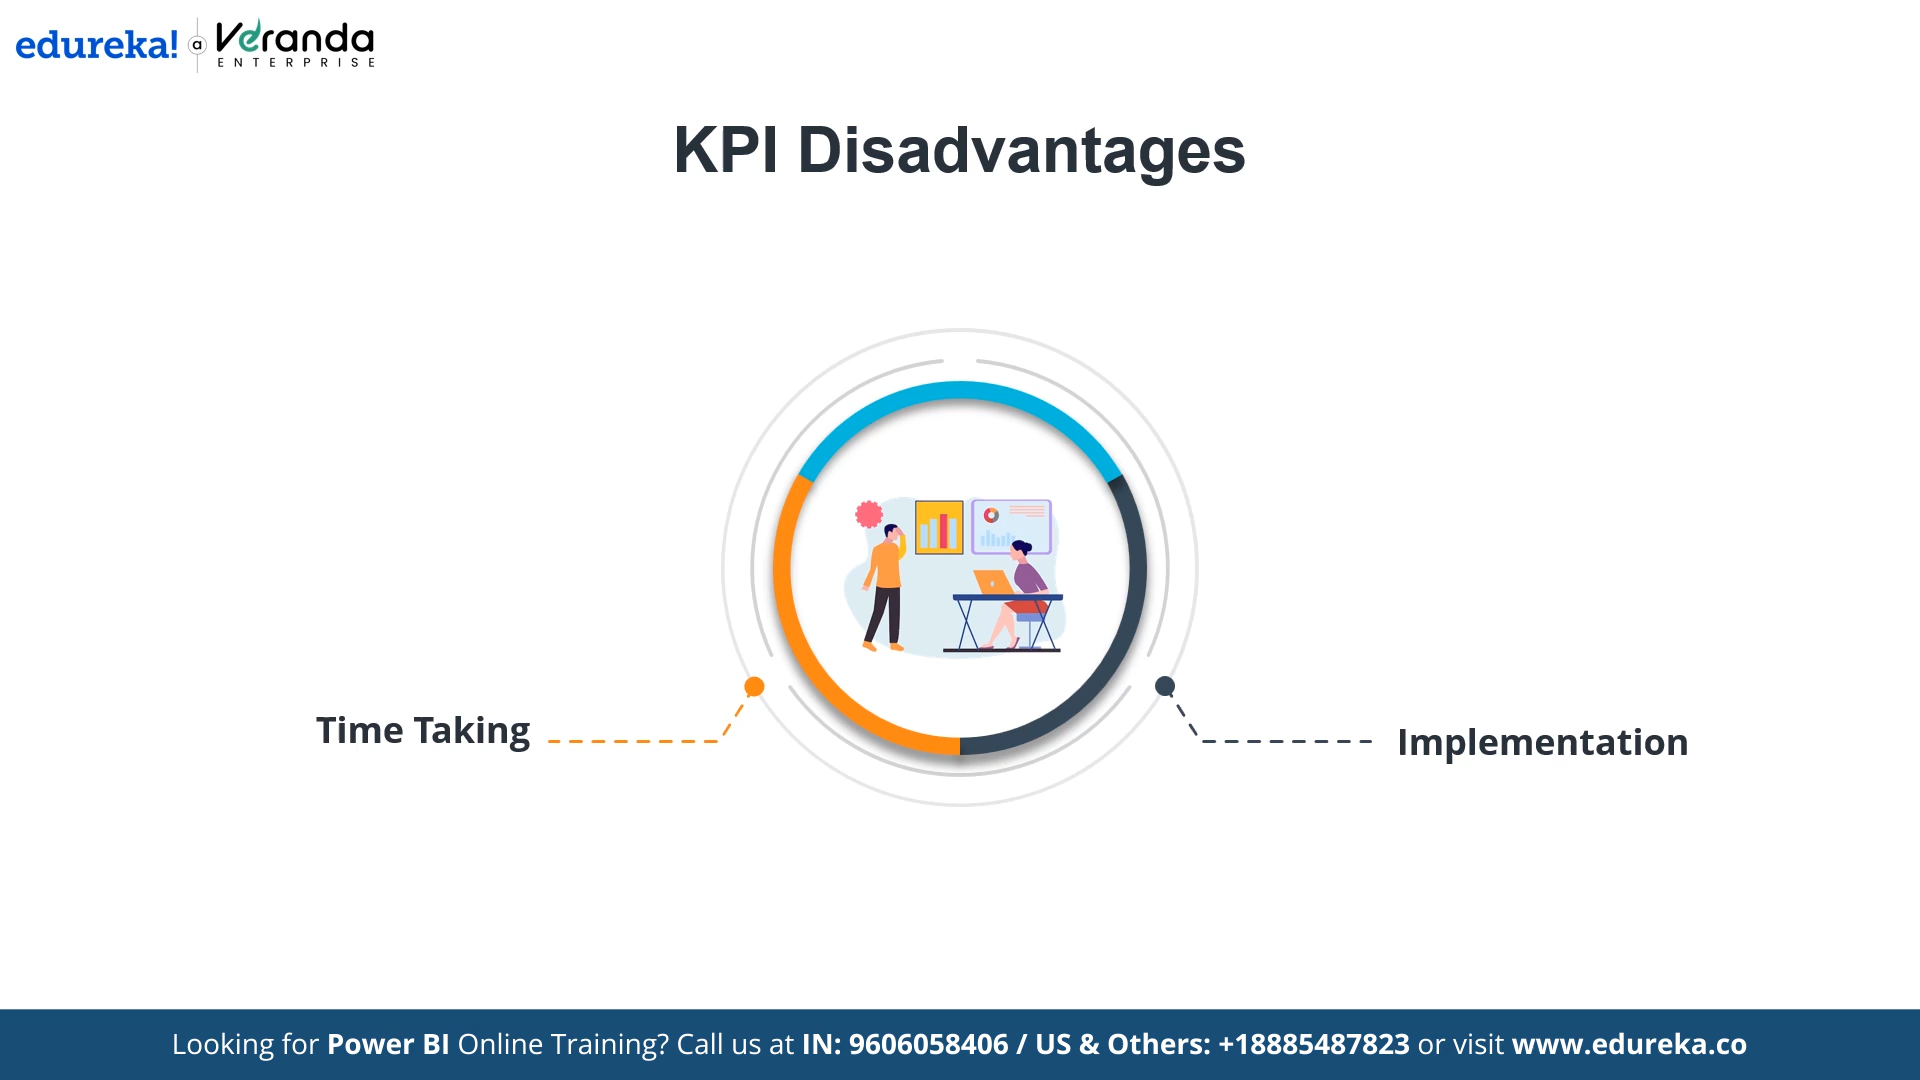 edureka! a Veranda
ENTERPRISE
KPI Disadvantages
Time Taking
Implementation
Looking for Power BI Online Training? Call us at IN: 9606058406 / US & Others: +18885487823 or visit www.edureka.co